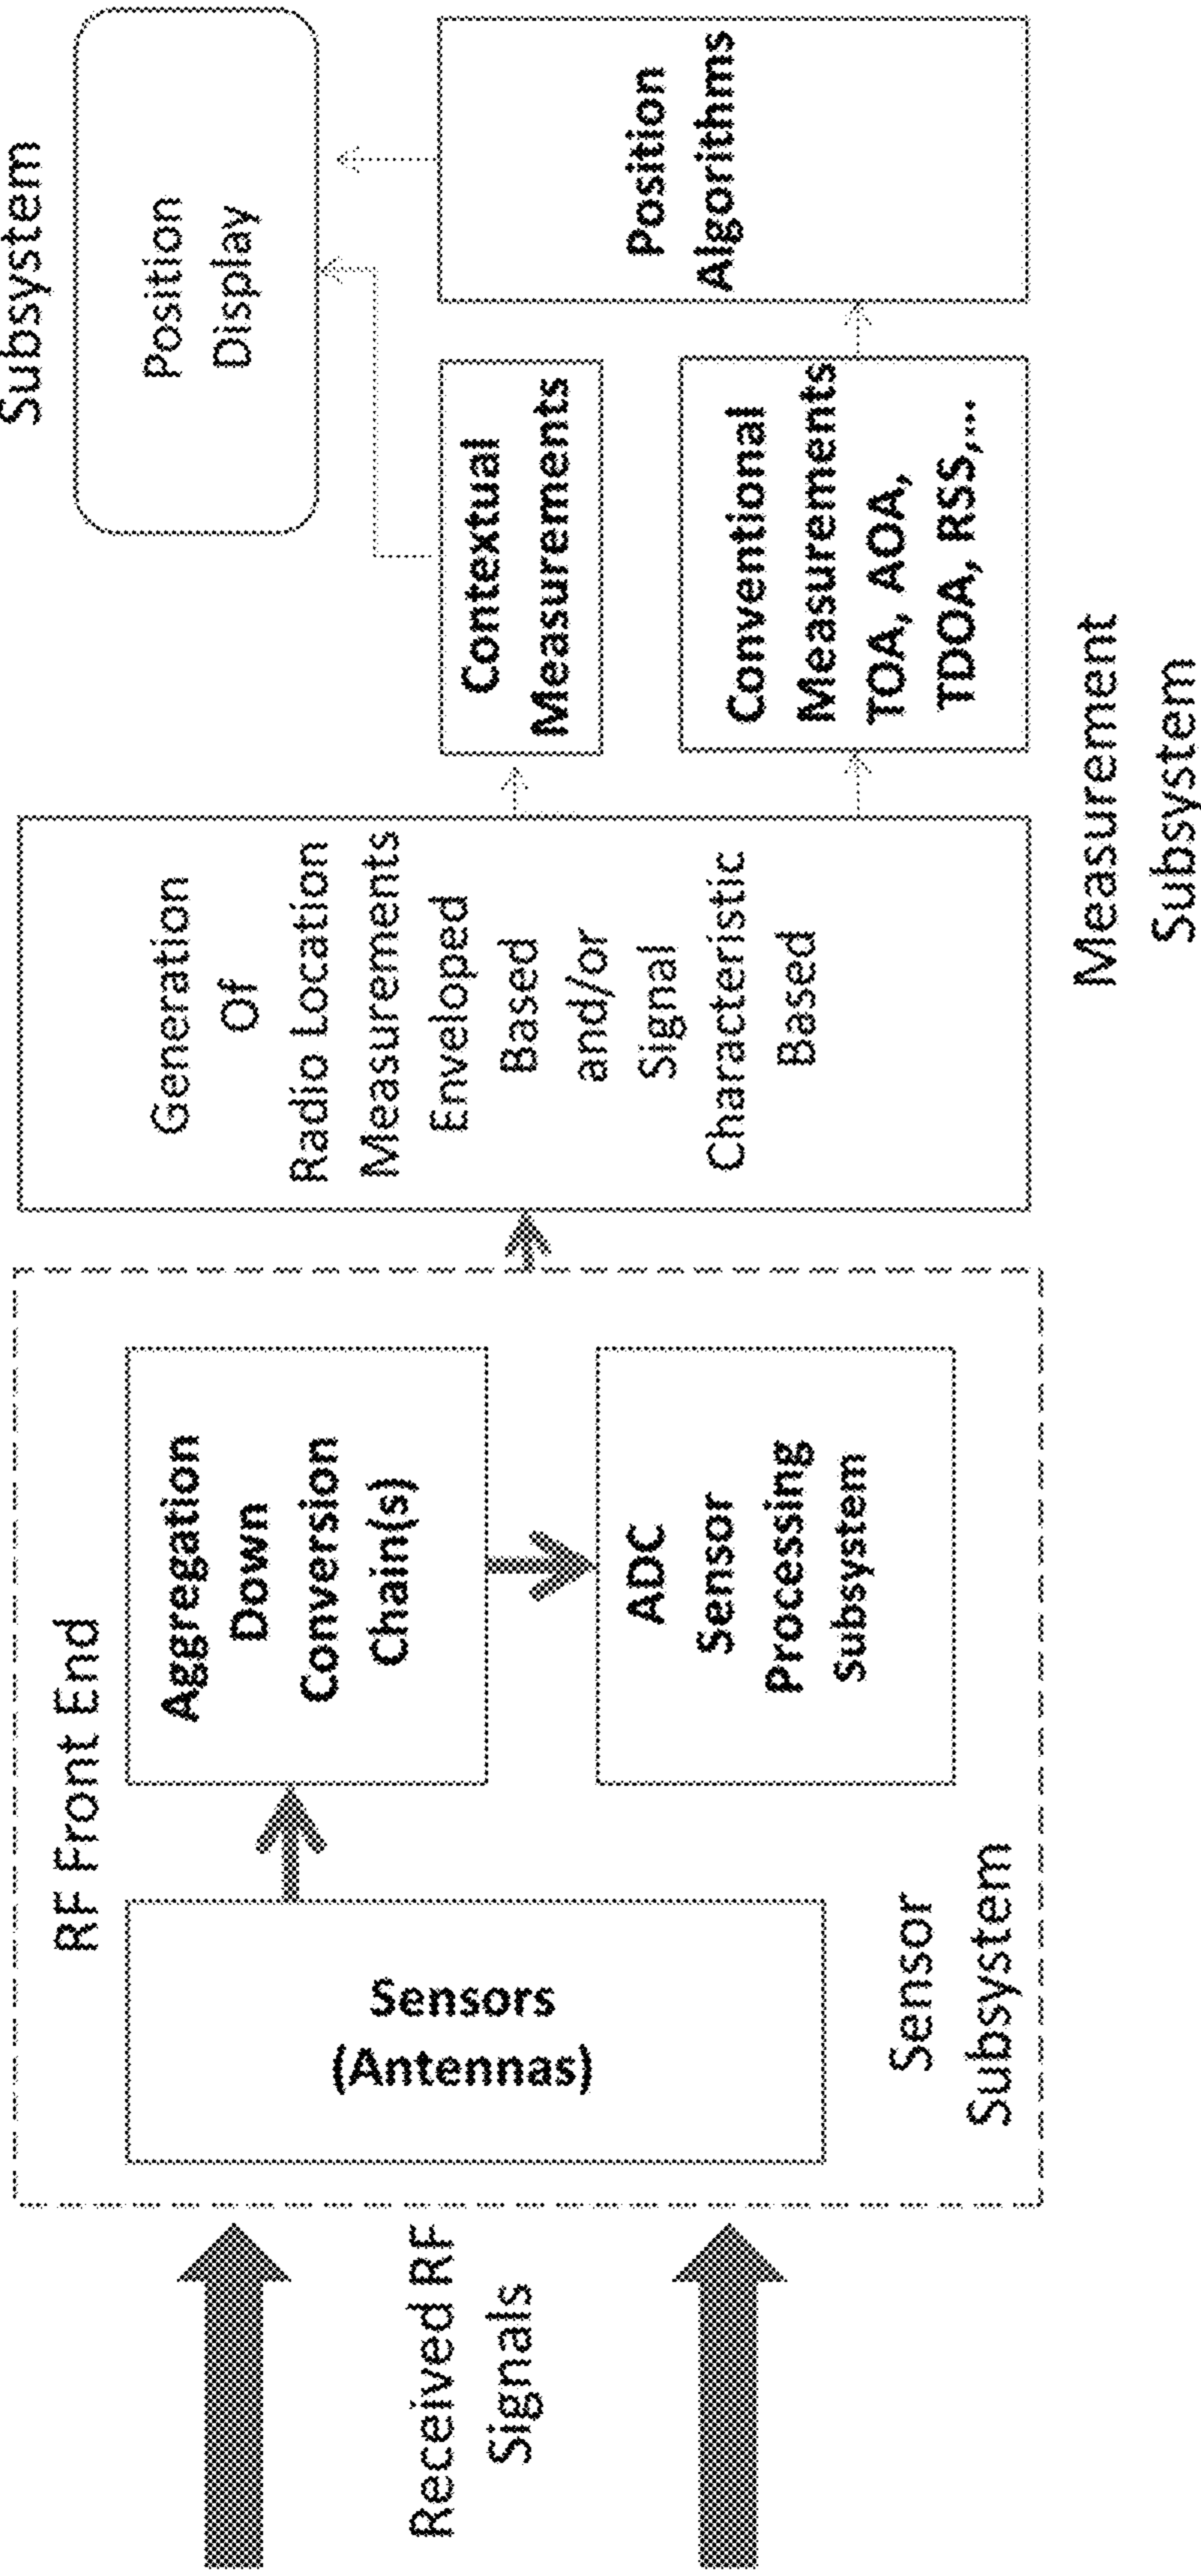 Received RF
Signals
RF Front End
Sensors
(Antennas)
Aggregation
Down
Conversion
Chain(s)
ADC
Sensor
Processing
Subsystem
Sensor
Subsystem
Generation
Of
Radio Location
Measurements
Enveloped
Based
and/or
Signal
Characteristic
Based
Contextual
Measurements
Conventional
Measurements
TOA, AOA,
TDOA, RSS,...
Measurement
Subsystem
Subsystem
Position
Display
Position
Algorithms